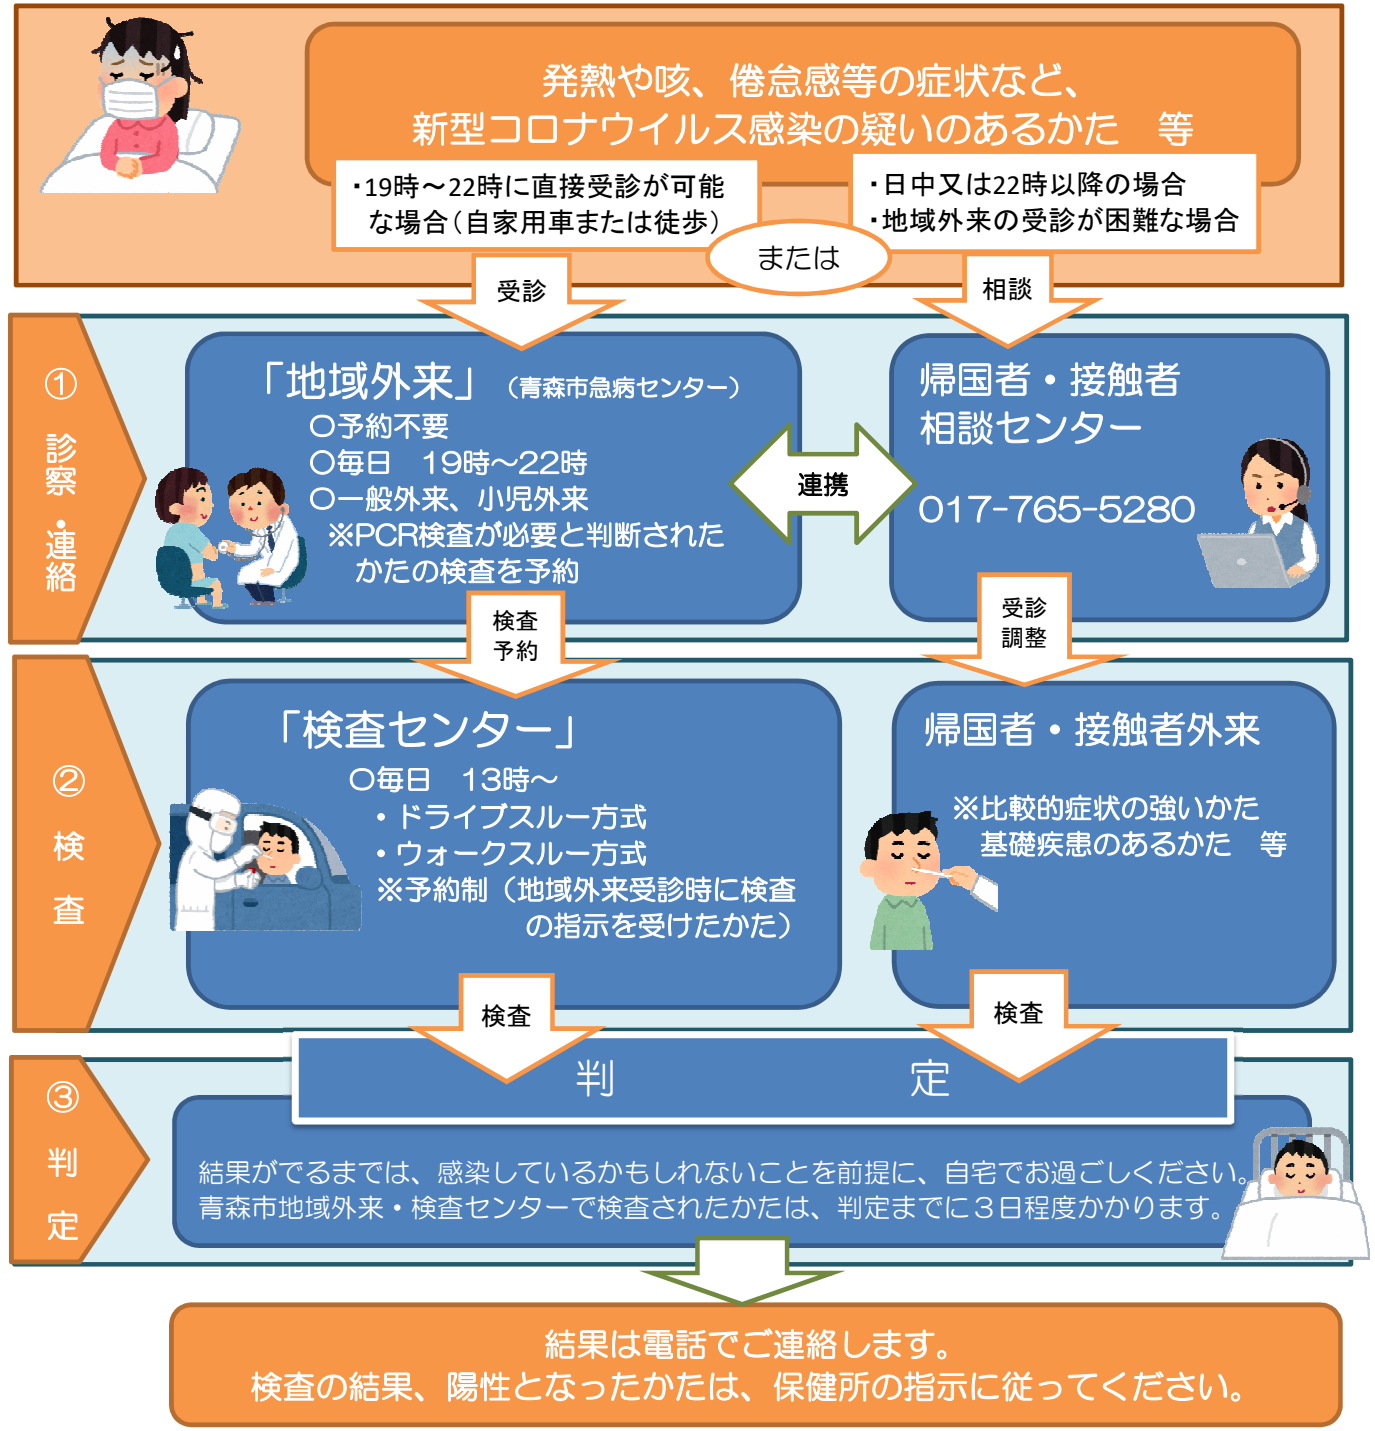 発熱や咳、倦怠感等の症状など、
新型コロナウイルス感染の疑いのあるかた　等
・19時～22時に直接受診が可能
な場合（自家用車または徒歩）
または
・日中又は22時以降の場合
・地域外来の受診が困難な場合
受診
相談
①
診察・連絡
「地域外来」（青森市急病センター）
○予約不要
○毎日　19時～22時
○一般外来、小児外来
※PCR検査が必要と判断された
かたの検査を予約
連携
帰国者・接触者
相談センター
017-765-5280
検査
予約
受診
調整
②
検査
「検査センター」
○毎日　13時～
・ドライブスルー方式
・ウォークスルー方式
※予約制（地域外来受診時に検査
の指示を受けたかた）
帰国者・接触者外来
※比較的症状の強いかた
基礎疾患のあるかた　等
検査
検査
③
判定
判　定
結果がでるまでは、感染しているかもしれないことを前提に、自宅でお過ごしください。
青森市地域外来・検査センターで検査されたかたは、判定までに３日程度かかります。
結果は電話でご連絡します。
検査の結果、陽性となったかたは、保健所の指示に従ってください。